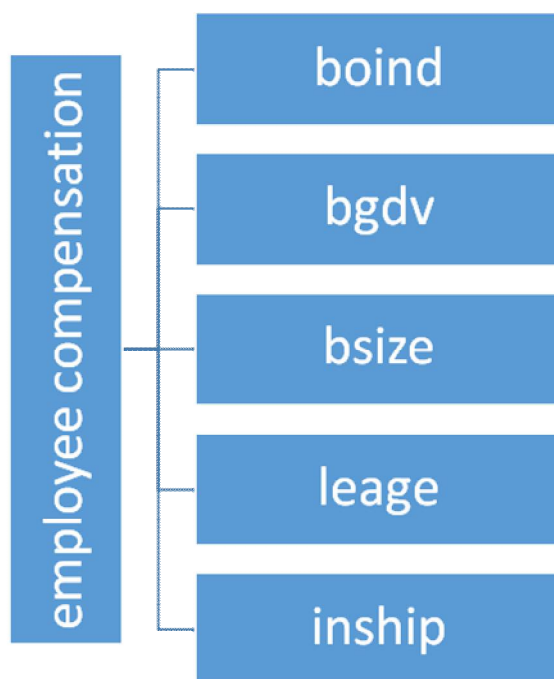 employee compensation
boind
bgdv
bsize
leage
inship